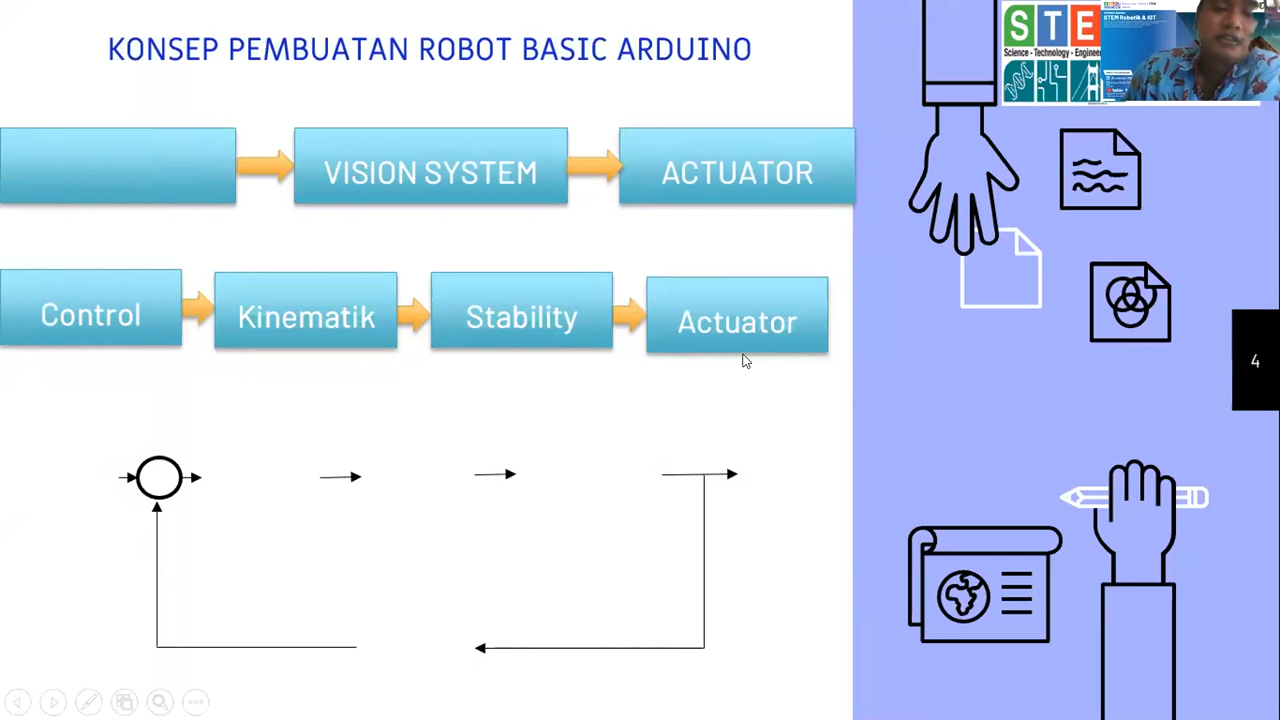 KONSEP PEMBUATAN ROBOT BASIC ARDUINO
STE
Science - Technology - Engineer
STEM Robotik & IOT
VISION SYSTEM
ACTUATOR
Control
Kinematik
Stability
Actuator
4